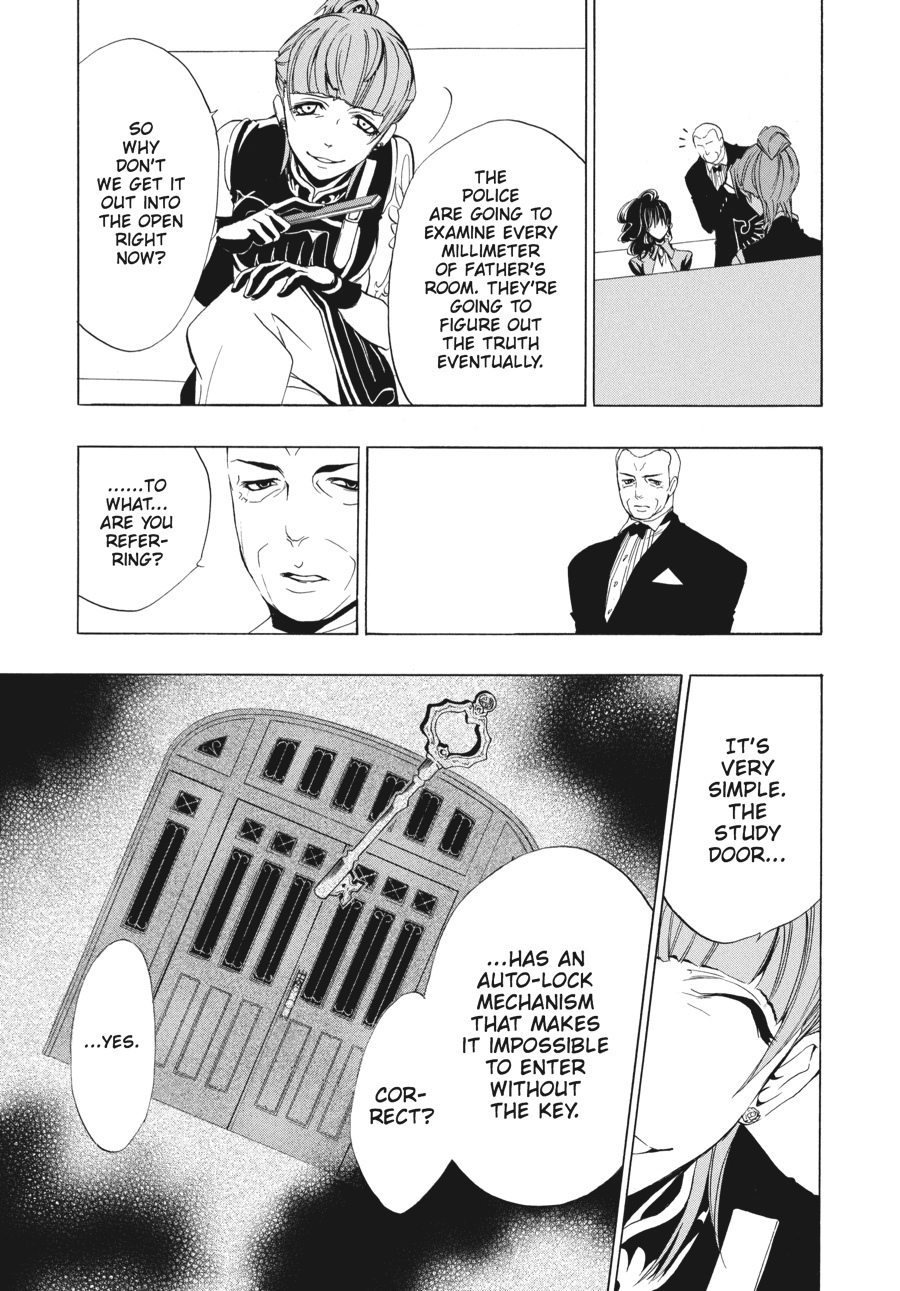 THE
POLICE
ARE GOING TO
EXAMINE EVERY
MILLIMETER
OF FATHER'S
ROOM. THEY'RE
GOING TO
FIGURE OUT
THE TRUTH
EVENTUALLY.
SO
WHY
DON'T
WE GET IT
OUT INTO
THE OPEN
RIGHT
NOW?
......TO
WHAT...
ARE YOU
REFER-
RING?
IT'S
VERY
SIMPLE.
THE
STUDY
DOOR...
...HAS AN
AUTO-LOCK
MECHANISM
THAT MAKES
IT IMPOSSIBLE
TO ENTER
WITHOUT
THE KEY.
COR-
RECT?
...YES.